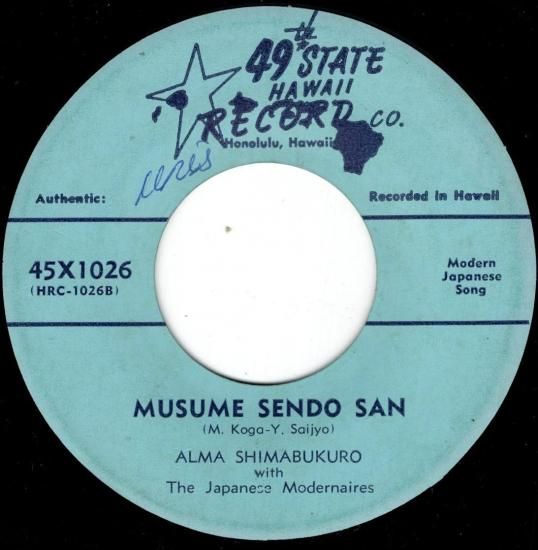 49th STATE
HAWAII
RECORD CO.
Honolulu, Hawaii
Authentic:
Recorded in Hawaii
45X1026
(HRC-1026B)
Modern
Japanese
Song
MUSUME SENDO SAN
(M. Koga-Y. Saijyo)
ALMA SHIMABUKURO
with
The Japanese Modernaires